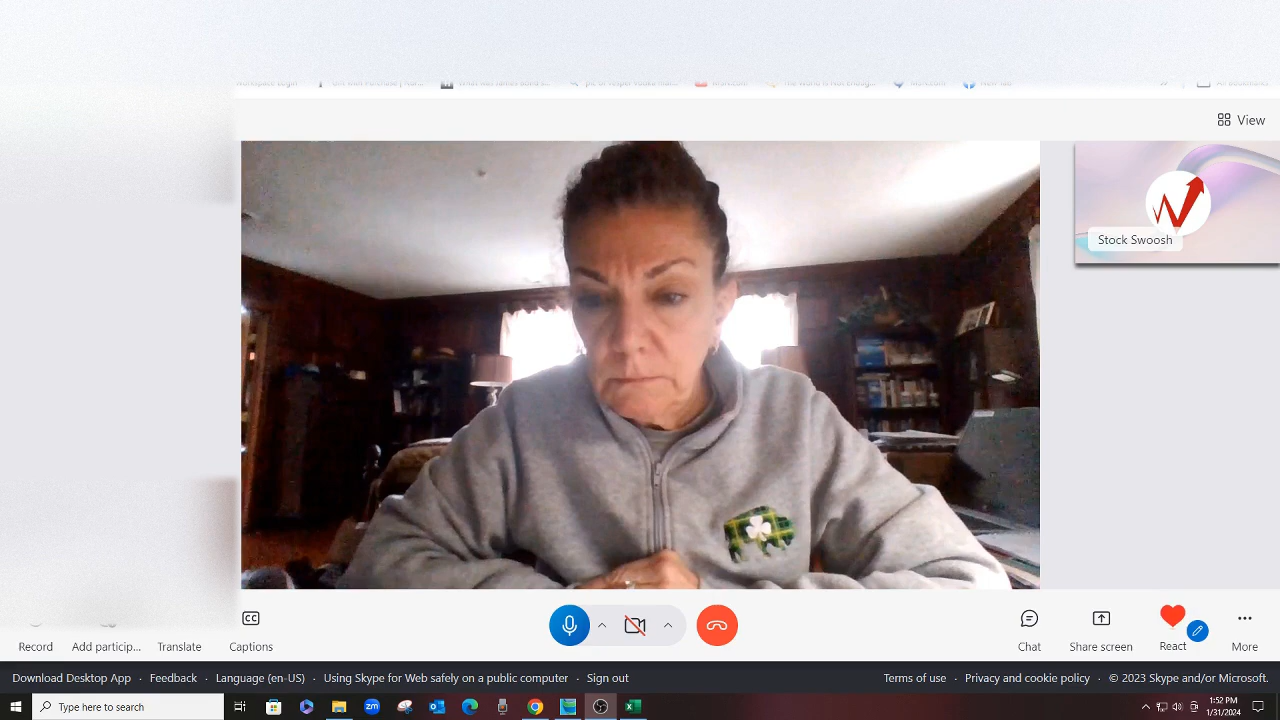 View
Stock Swoosh
Record
Add particip...
Translate
Captions
Chat
Share screen
React
More
Download Desktop App · Feedback · Language (en-US) · Using Skype for Web safely on a public computer · Sign out
Terms of use · Privacy and cookie policy · © 2023 Skype and/or Microsoft.
Type here to search
1:52 PM
1/31/2024